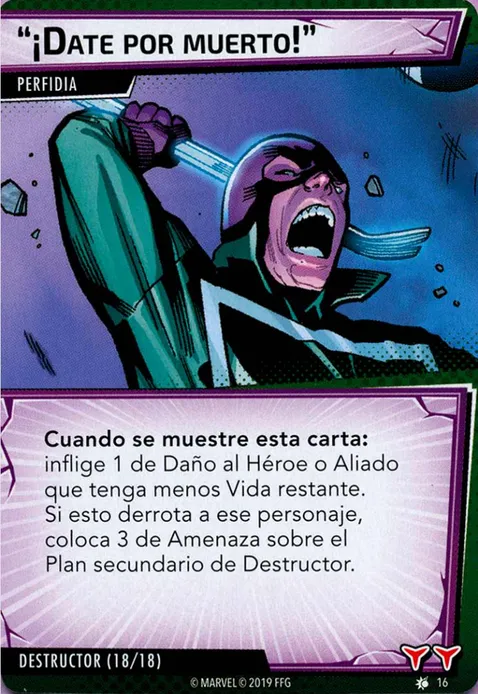 “¡DATE POR MUERTO!”
PERFIDIA
Cuando se muestre esta carta:
inflige 1 de Daño al Héroe o Aliado
que tenga menos Vida restante.
Si esto derrota a ese personaje,
coloca 3 de Amenaza sobre el
Plan secundario de Destructor.
DESTRUCTOR (18/18)
© MARVEL © 2019 FFG
16